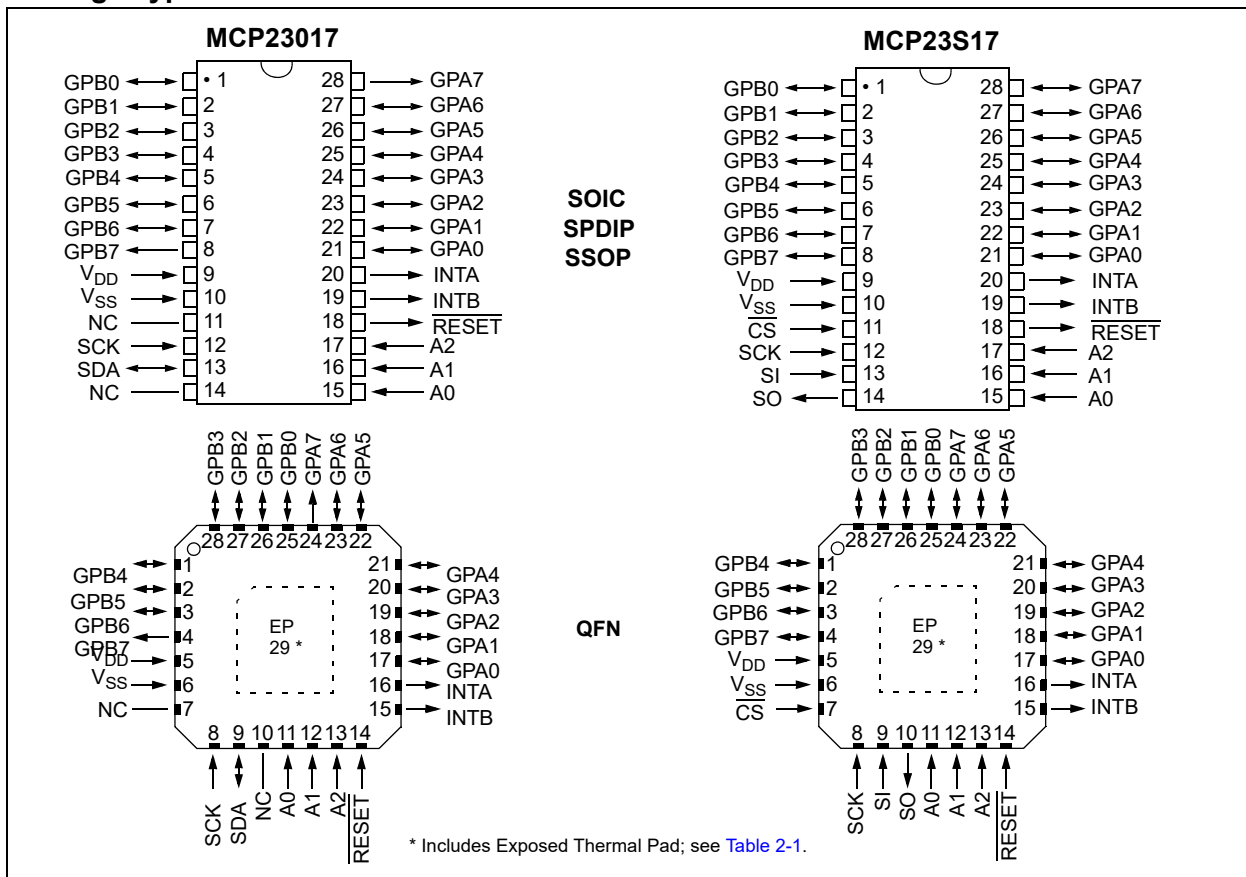 MCP23017
GPB0 • 1 28 GPA7
GPB1 2 27 GPA6
GPB2 3 26 GPA5
GPB3 4 25 GPA4
GPB4 5 24 GPA3
GPB5 6 23 GPA2
GPB6 7 22 GPA1
GPB7 8 21 GPA0
VDD 9 20 INTA
VSS 10 19 INTB
NC 11 18 RESET
SCK 12 17 A2
SDA 13 16 A1
NC 14 15 A0
SOIC
SPDIP
SSOP
MCP23S17
GPB0 • 1 28 GPA7
GPB1 2 27 GPA6
GPB2 3 26 GPA5
GPB3 4 25 GPA4
GPB4 5 24 GPA3
GPB5 6 23 GPA2
GPB6 7 22 GPA1
GPB7 8 21 GPA0
VDD 9 20 INTA
VSS 10 19 INTB
CS 11 18 RESET
SCK 12 17 A2
SI 13 16 A1
SO 14 15 A0
GPB3 GPB2 GPB1 GPB0 GPA7 GPA6 GPA5
28 27 26 25 24 23 22
GPB4 1 21 GPA4
GPB5 2 20 GPA3
GPB6 3 19 GPA2
GPB7 4 18 GPA1
VDD 5 17 GPA0
VSS 6 16 INTA
NC 7 15 INTB
EP
29 *
8 9 10 11 12 13 14
SCK SDA NC A0 A1 A2 RESET
QFN
GPB3 GPB2 GPB1 GPB0 GPA7 GPA6 GPA5
28 27 26 25 24 23 22
GPB4 1 21 GPA4
GPB5 2 20 GPA3
GPB6 3 19 GPA2
GPB7 4 18 GPA1
VDD 5 17 GPA0
VSS 6 16 INTA
CS 7 15 INTB
EP
29 *
8 9 10 11 12 13 14
SCK SI SO A0 A1 A2 RESET
* Includes Exposed Thermal Pad; see Table 2-1.